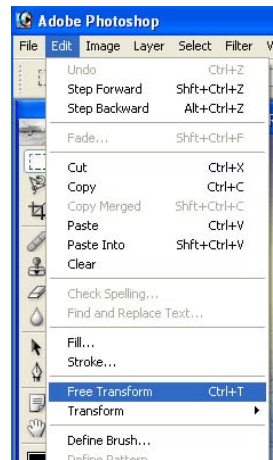 Adobe Photoshop
File Edit Image Layer Select Filter
Undo Ctrl+Z
Step Forward Shft+Ctrl+Z
Step Backward Alt+Ctrl+Z
Fade... Shft+Ctrl+F
Cut Ctrl+X
Copy Ctrl+C
Copy Merged Shft+Ctrl+C
Paste Ctrl+V
Paste Into Shft+Ctrl+V
Clear
Check Spelling...
Find and Replace Text...
Fill...
Stroke...
Free Transform Ctrl+T
Transform
Define Brush...
Define Pattern